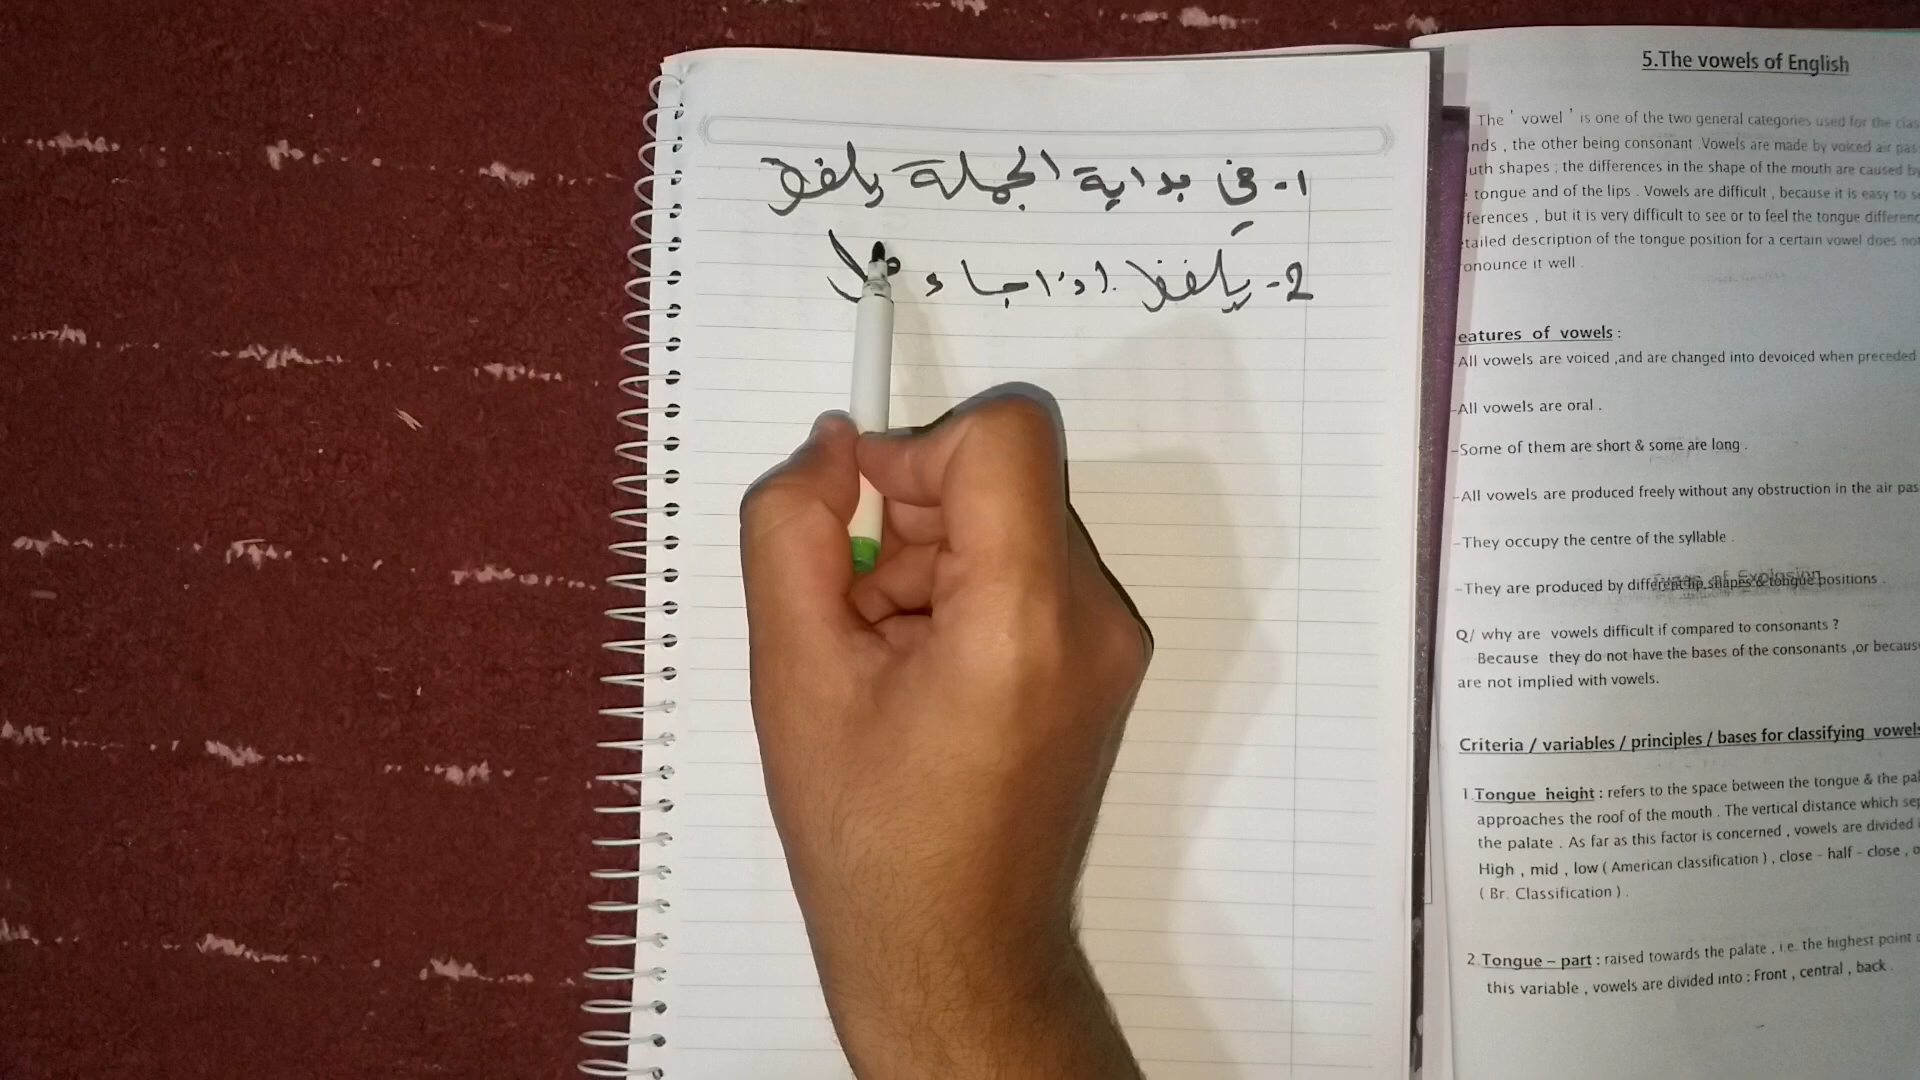 1- في بداية الجملة يلفظ
2- يلفظ اذا جاء
5.The vowels of English
The ' vowel ' is one of the two general categories used for the clas
nds , the other being consonant .Vowels are made by voiced air pas
uth shapes ; the differences in the shape of the mouth are caused by
tongue and of the lips . Vowels are difficult , because it is easy to s
ferences , but it is very difficult to see or to feel the tongue differenc
tailed description of the tongue position for a certain vowel does not
onounce it well .
eatures of vowels :
All vowels are voiced ,and are changed into devoiced when preceded
-All vowels are oral .
-Some of them are short & some are long .
-All vowels are produced freely without any obstruction in the air pas
-They occupy the centre of the syllable .
-They are produced by different lip shapes & tongue positions .
Q/ why are vowels difficult if compared to consonants ?
Because they do not have the bases of the consonants ,or because
are not implied with vowels.
Criteria / variables / principles / bases for classifying vowels
1 Tongue height : refers to the space between the tongue & the pal
approaches the roof of the mouth . The vertical distance which sep
the palate . As far as this factor is concerned , vowels are divided
High , mid , low ( American classification ) , close – half – close , o
( Br. Classification ) .
2 Tongue – part : raised towards the palate , i.e. the highest point o
this variable , vowels are divided into : Front , central , back .